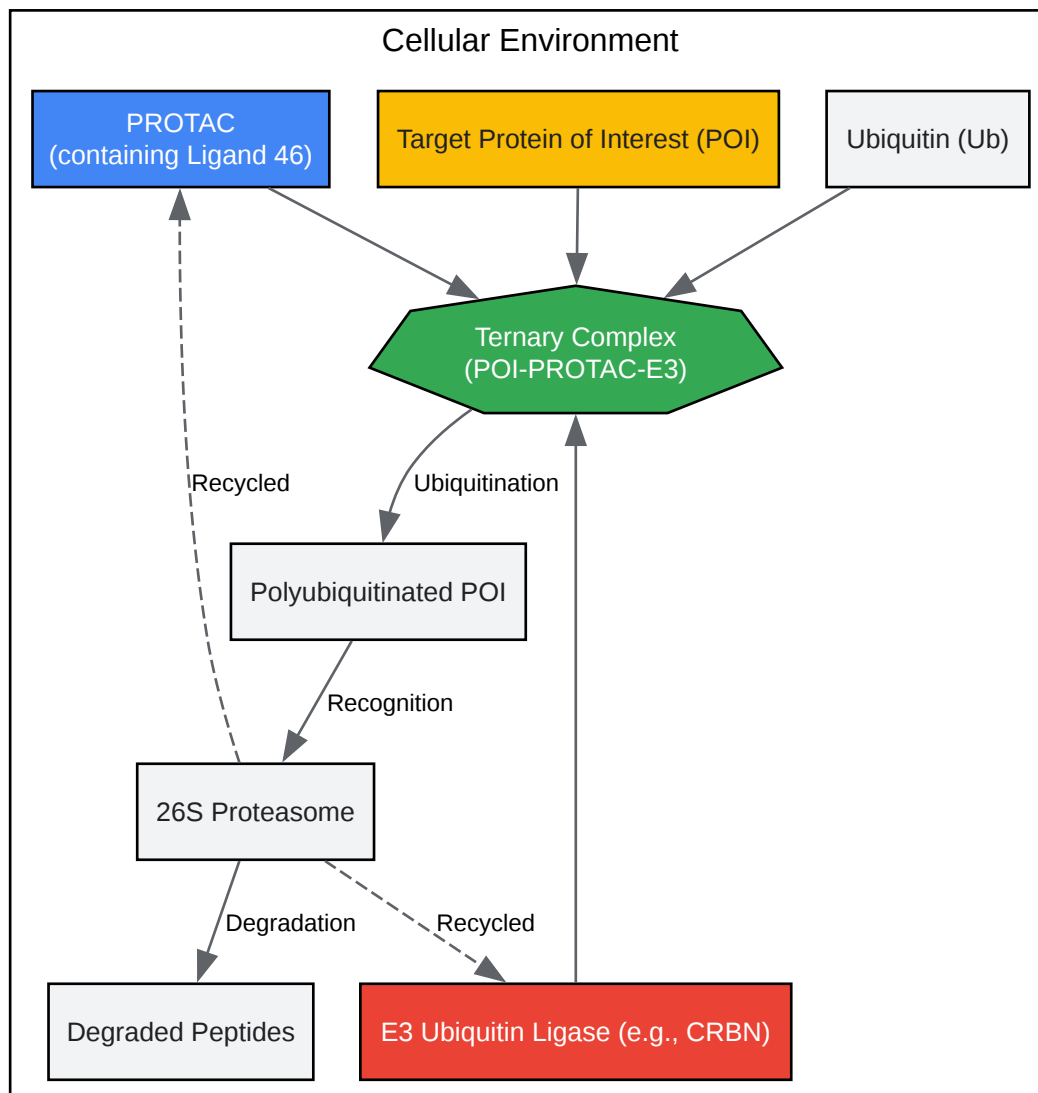 Cellular Environment
PROTAC
(containing Ligand 46)
Target Protein of Interest (POI)
Ubiquitin (Ub)
Ternary Complex
(POI-PROTAC-E3)
Recycled
Ubiquitination
Polyubiquitinated POI
Recognition
26S Proteasome
Degradation
Recycled
Degraded Peptides
E3 Ubiquitin Ligase (e.g., CRBN)